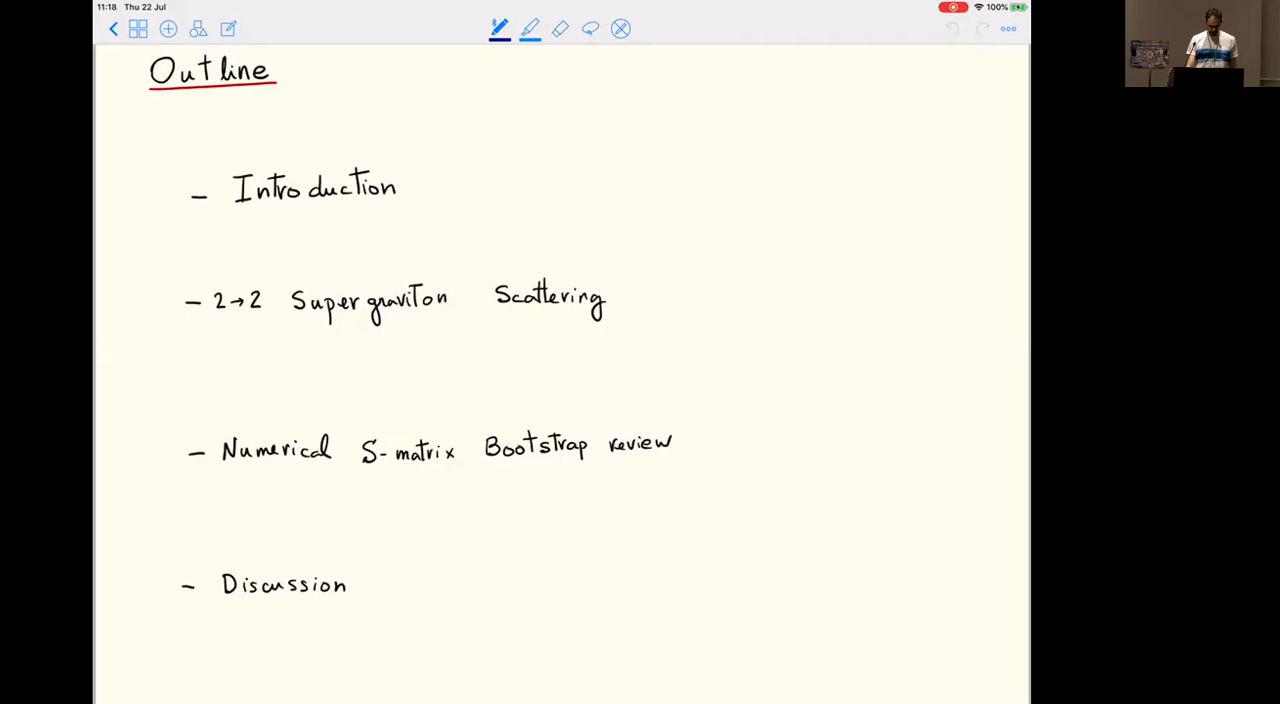 11:18 Thu 22 Jul
100%
Outline
- Introduction
- 2→2 Supergraviton Scattering
- Numerical S-matrix Bootstrap review
- Discussion